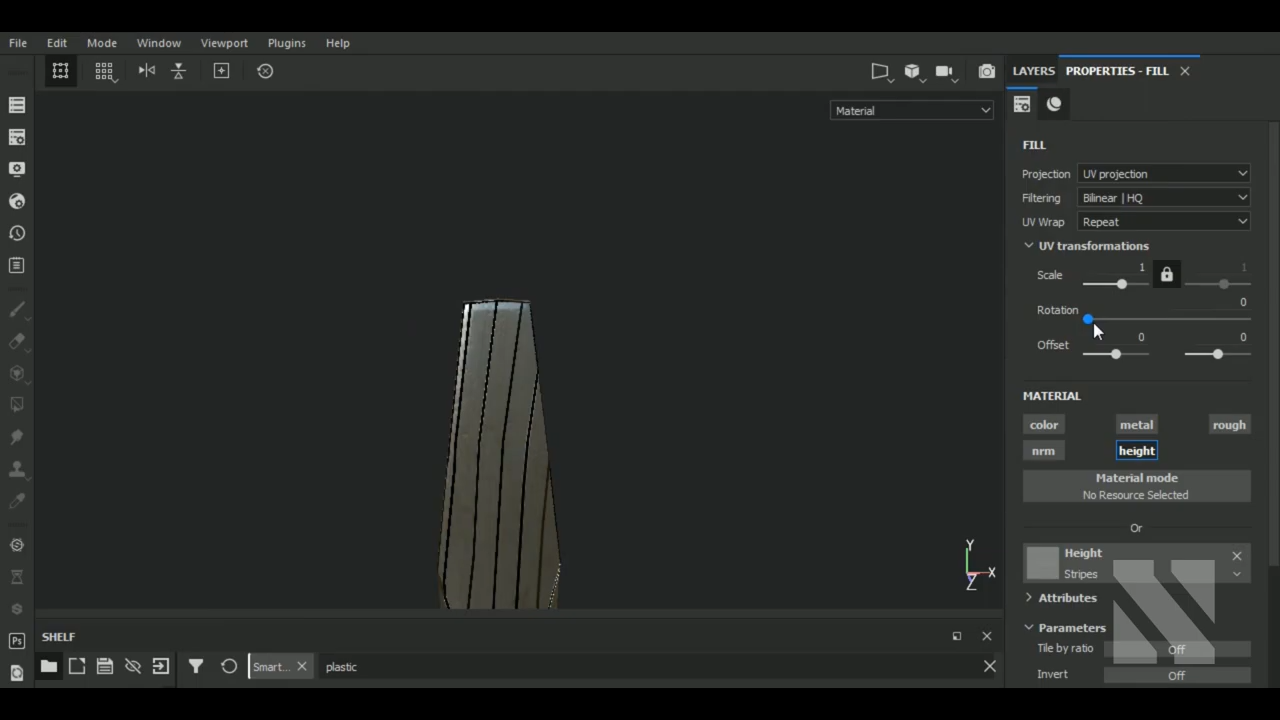 File Edit Mode Window Viewport Plugins Help
LAYERS PROPERTIES - FILL
Material
FILL
Projection UV projection
Filtering Bilinear | HQ
UV Wrap Repeat
UV transformations
Scale 1 1
Rotation 0
Offset 0 0
MATERIAL
color metal rough
nrm height
Material mode
No Resource Selected
Or
Height
Stripes
Attributes
Parameters
Tile by ratio Off
Invert Off
Y
X
Z
SHELF
Ps
Smart... plastic